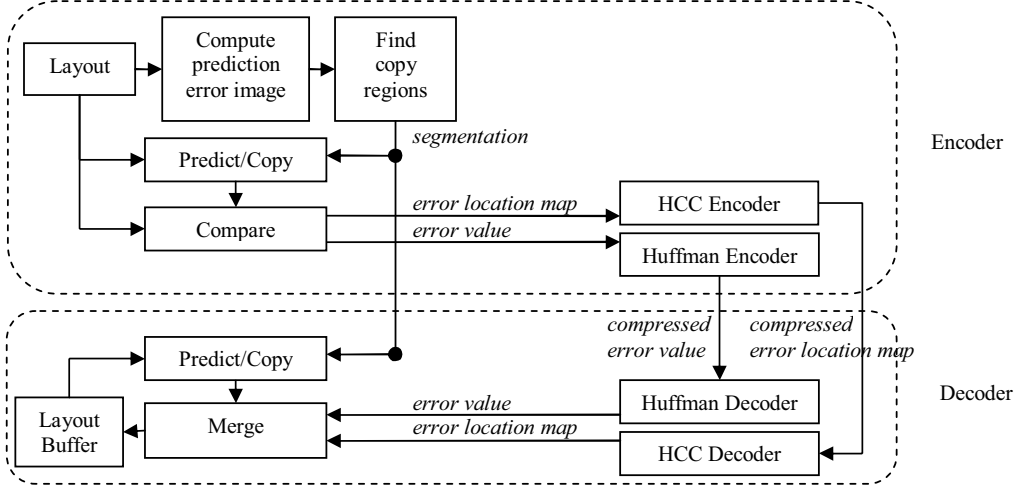 Layout
Compute
prediction
error image
Find
copy
regions
segmentation
Encoder
Predict/Copy
error location map
HCC Encoder
Compare
error value
Huffman Encoder
compressed
error value
compressed
error location map
Predict/Copy
Decoder
Layout
Buffer
Merge
error value
error location map
Huffman Decoder
HCC Decoder